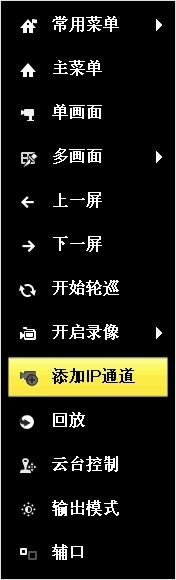 常用菜单
主菜单
单画面
多画面
上一屏
下一屏
开始轮巡
开启录像
添加IP通道
回放
云台控制
输出模式
辅口